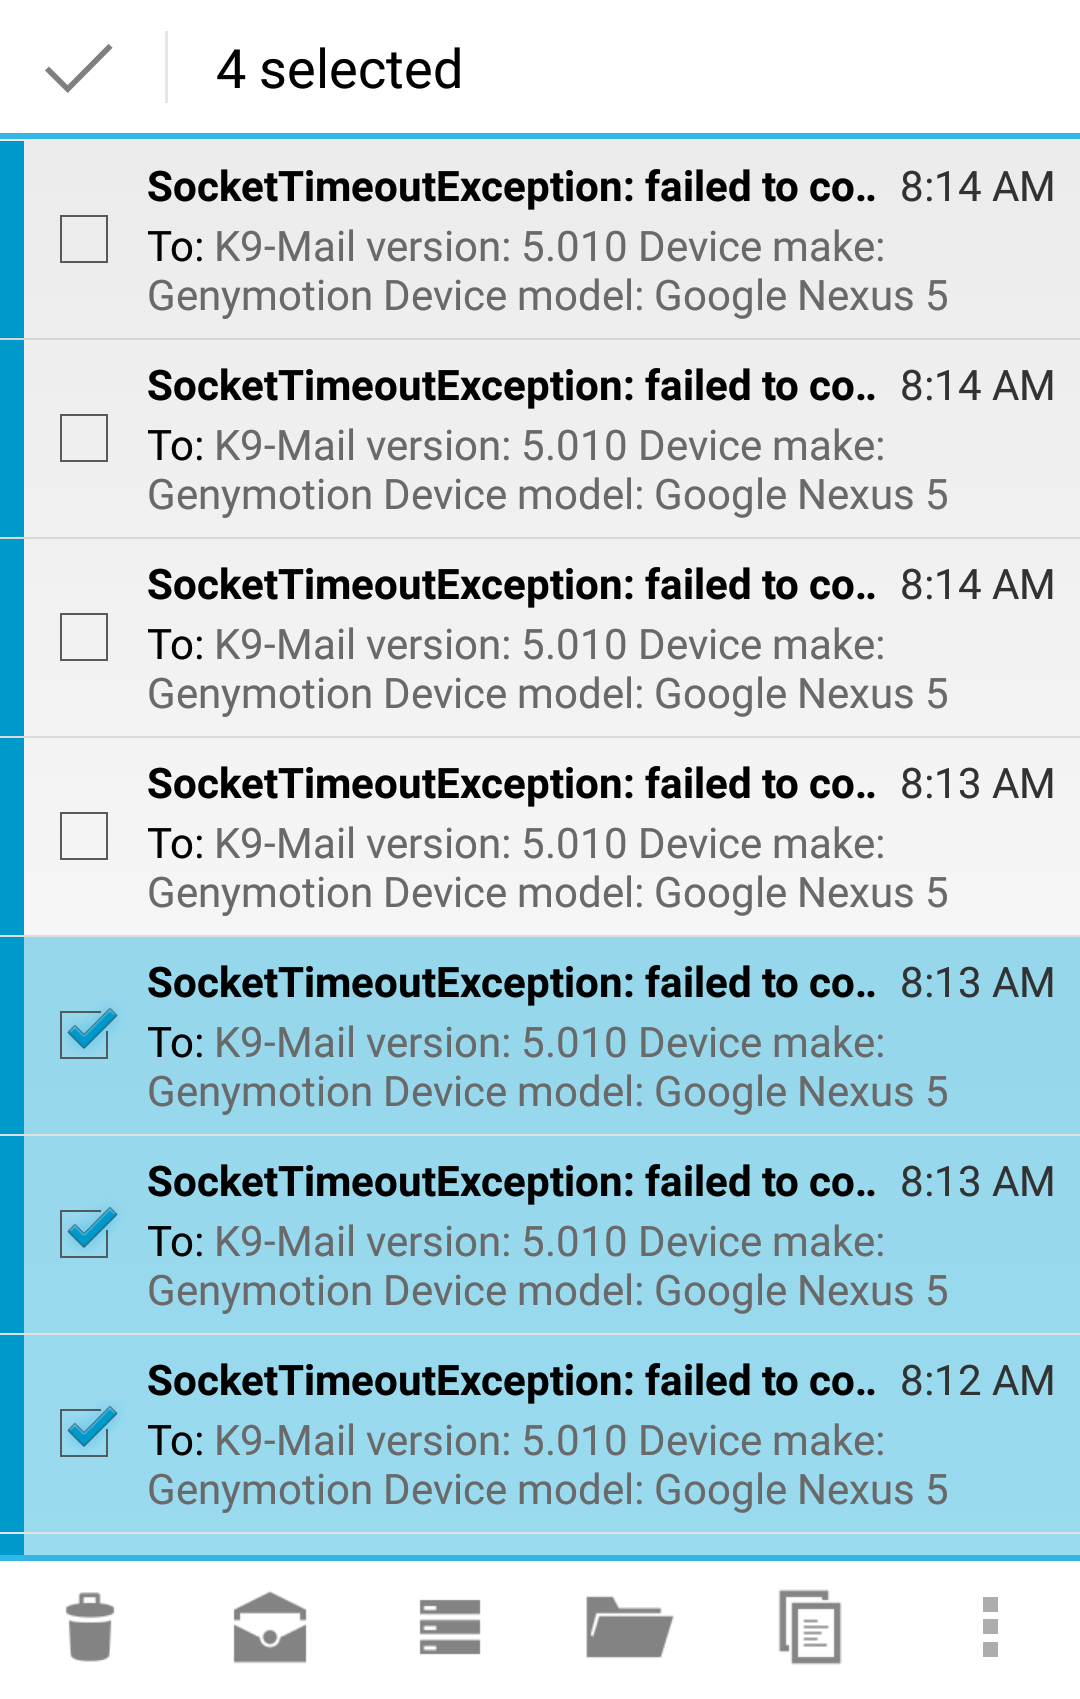 4 selected
SocketTimeoutException: failed to co.. 8:14 AM
To: K9-Mail version: 5.010 Device make:
Genymotion Device model: Google Nexus 5
SocketTimeoutException: failed to co.. 8:14 AM
To: K9-Mail version: 5.010 Device make:
Genymotion Device model: Google Nexus 5
SocketTimeoutException: failed to co.. 8:14 AM
To: K9-Mail version: 5.010 Device make:
Genymotion Device model: Google Nexus 5
SocketTimeoutException: failed to co.. 8:13 AM
To: K9-Mail version: 5.010 Device make:
Genymotion Device model: Google Nexus 5
SocketTimeoutException: failed to co.. 8:13 AM
To: K9-Mail version: 5.010 Device make:
Genymotion Device model: Google Nexus 5
SocketTimeoutException: failed to co.. 8:13 AM
To: K9-Mail version: 5.010 Device make:
Genymotion Device model: Google Nexus 5
SocketTimeoutException: failed to co.. 8:12 AM
To: K9-Mail version: 5.010 Device make:
Genymotion Device model: Google Nexus 5